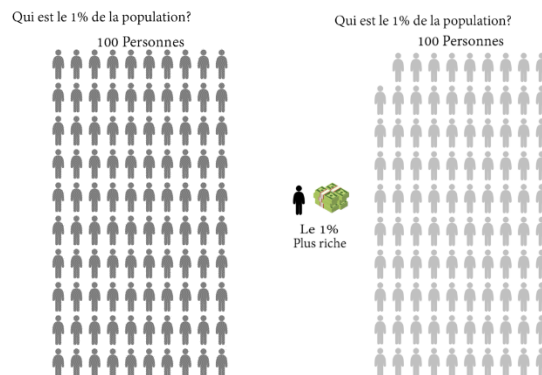 Qui est le 1% de la population?
100 Personnes
Qui est le 1% de la population?
100 Personnes
Le 1%
Plus riche